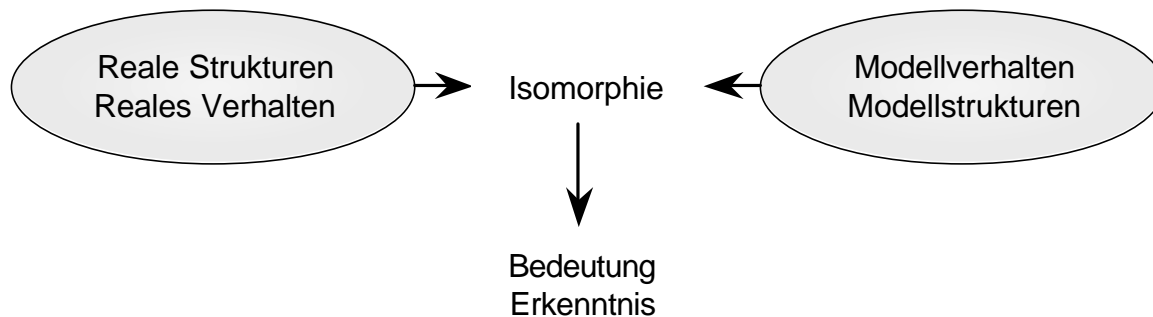 Reale Strukturen
Reales Verhalten
Isomorphie
Modellverhalten
Modellstrukturen
Bedeutung
Erkenntnis